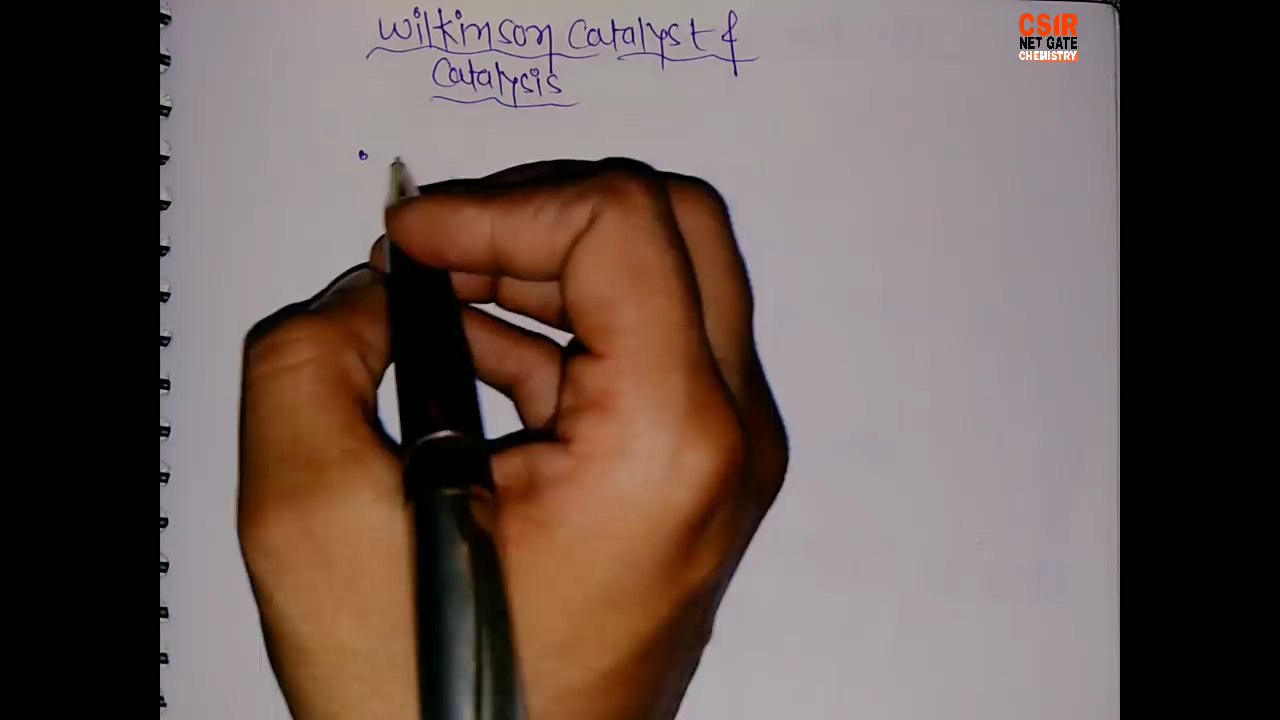 Wilkinson Catalyst &
Catalysis
CSIR
NET GATE
CHEMISTRY